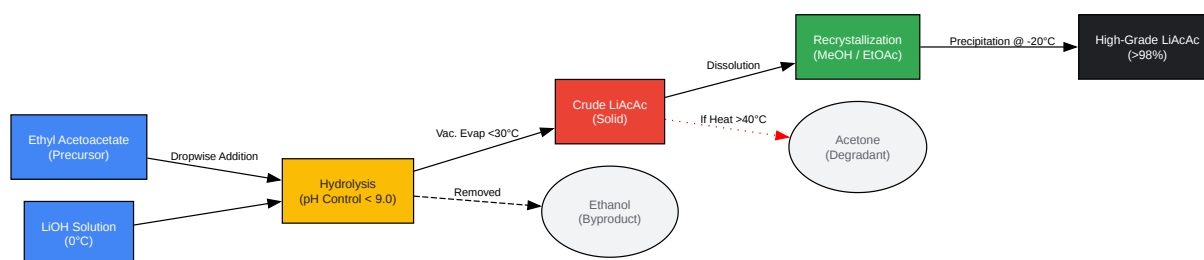 Ethyl Acetoacetate
(Precursor)
Dropwise Addition
LiOH Solution
(0°C)
Hydrolysis
(pH Control < 9.0)
Vac. Evap <30°C
Removed
Crude LiAcAc
(Solid)
Ethanol
(Byproduct)
Dissolution
If Heat >40°C
Recrystallization
(MeOH / EtOAc)
Acetone
(Degradant)
Precipitation @ -20°C
High-Grade LiAcAc
(>98%)